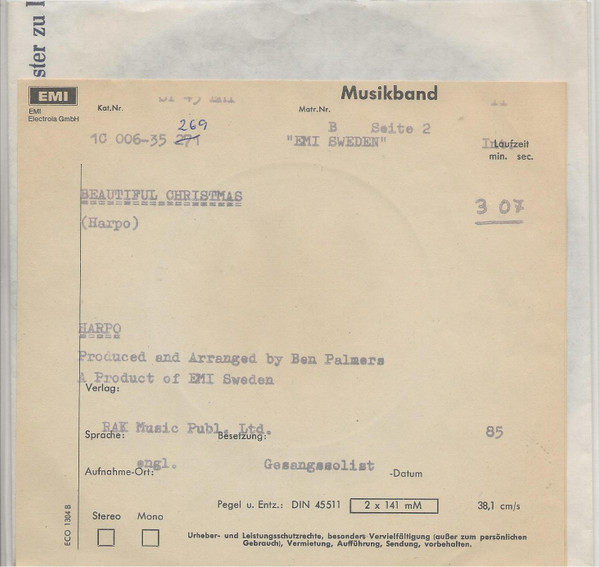 ster zu
EMI
EMI
Electrola GmbH
Musikband
Kat.Nr.
Matr.Nr.
1C 006-35 271 269
B Seite 2
"EMI SWEDEN"
Laufzeit
min. sec.
BEAUTIFUL CHRISTMAS
(Harpo)
3 07
HARPO
Produced and Arranged by Ben Palmers
A Product of EMI Sweden
Verlag:
RAK Music Publ. Ltd.
85
Sprache:
Besetzung:
engl.
Gesangssolist
Aufnahme-Ort:
-Datum
Pegel u. Entz.: DIN 45511 2 x 141 mM 38,1 cm/s
ECO 1304 B
Stereo Mono
Urheber- und Leistungsschutzrechte, besonders Vervielfältigung (außer zum persönlichen
Gebrauch), Vermietung, Aufführung, Sendung, vorbehalten.